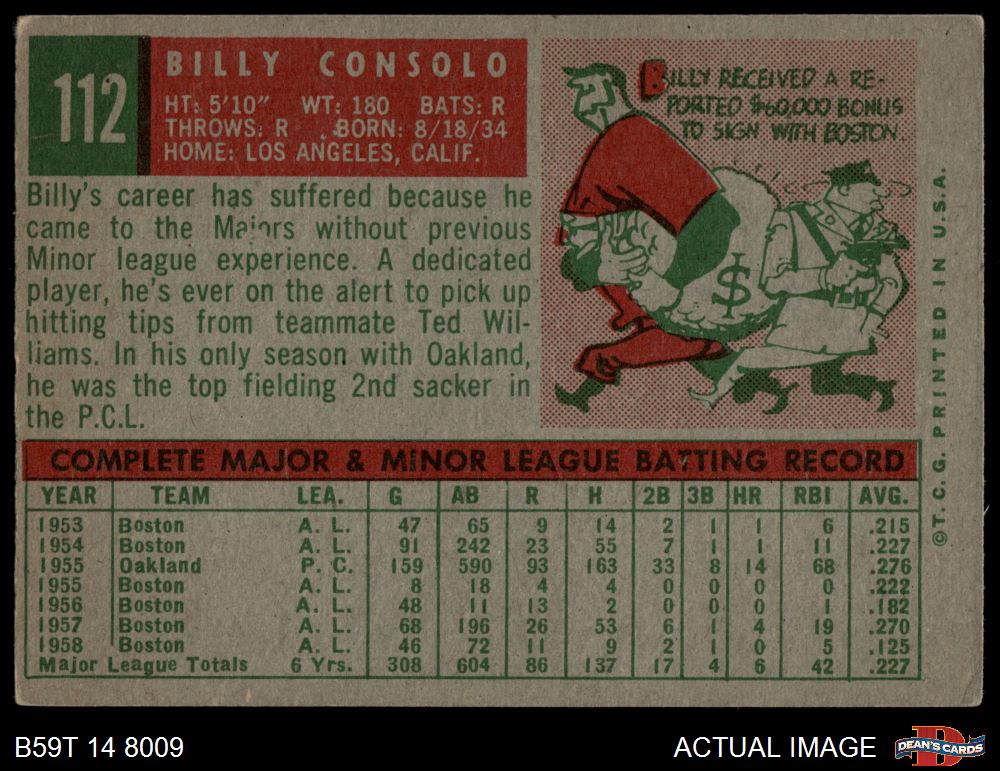 112
BILLY CONSOLO
HT: 5'10" WT: 180 BATS: R
THROWS: R BORN: 8/18/34
HOME: LOS ANGELES, CALIF.
Billy's career has suffered because he
came to the Majors without previous
Minor league experience. A dedicated
player, he's ever on the alert to pick up
hitting tips from teammate Ted Wil-
liams. In his only season with Oakland,
he was the top fielding 2nd sacker in
the P.C.L.
BILLY RECEIVED A RE-
PORTED $60,000 BONUS
TO SIGN WITH BOSTON.
$
©T. C. G. PRINTED IN U.S.A.
COMPLETE MAJOR & MINOR LEAGUE BATTING RECORD
YEAR TEAM LEA. G AB R H 2B 3B HR RBI AVG.
1953 Boston A. L. 47 65 9 14 2 1 1 6 .215
1954 Boston A. L. 91 242 23 55 7 1 1 11 .227
1955 Oakland P. C. 159 590 93 163 33 8 14 68 .276
1955 Boston A. L. 8 18 4 4 0 0 0 0 .222
1956 Boston A. L. 48 11 13 2 0 0 0 1 .182
1957 Boston A. L. 68 196 26 53 6 1 4 19 .270
1958 Boston A. L. 46 72 11 9 2 1 0 5 .125
Major League Totals 6 Yrs. 308 604 86 137 17 4 6 42 .227
B59T 14 8009
ACTUAL IMAGE
D
DEAN'S CARDS